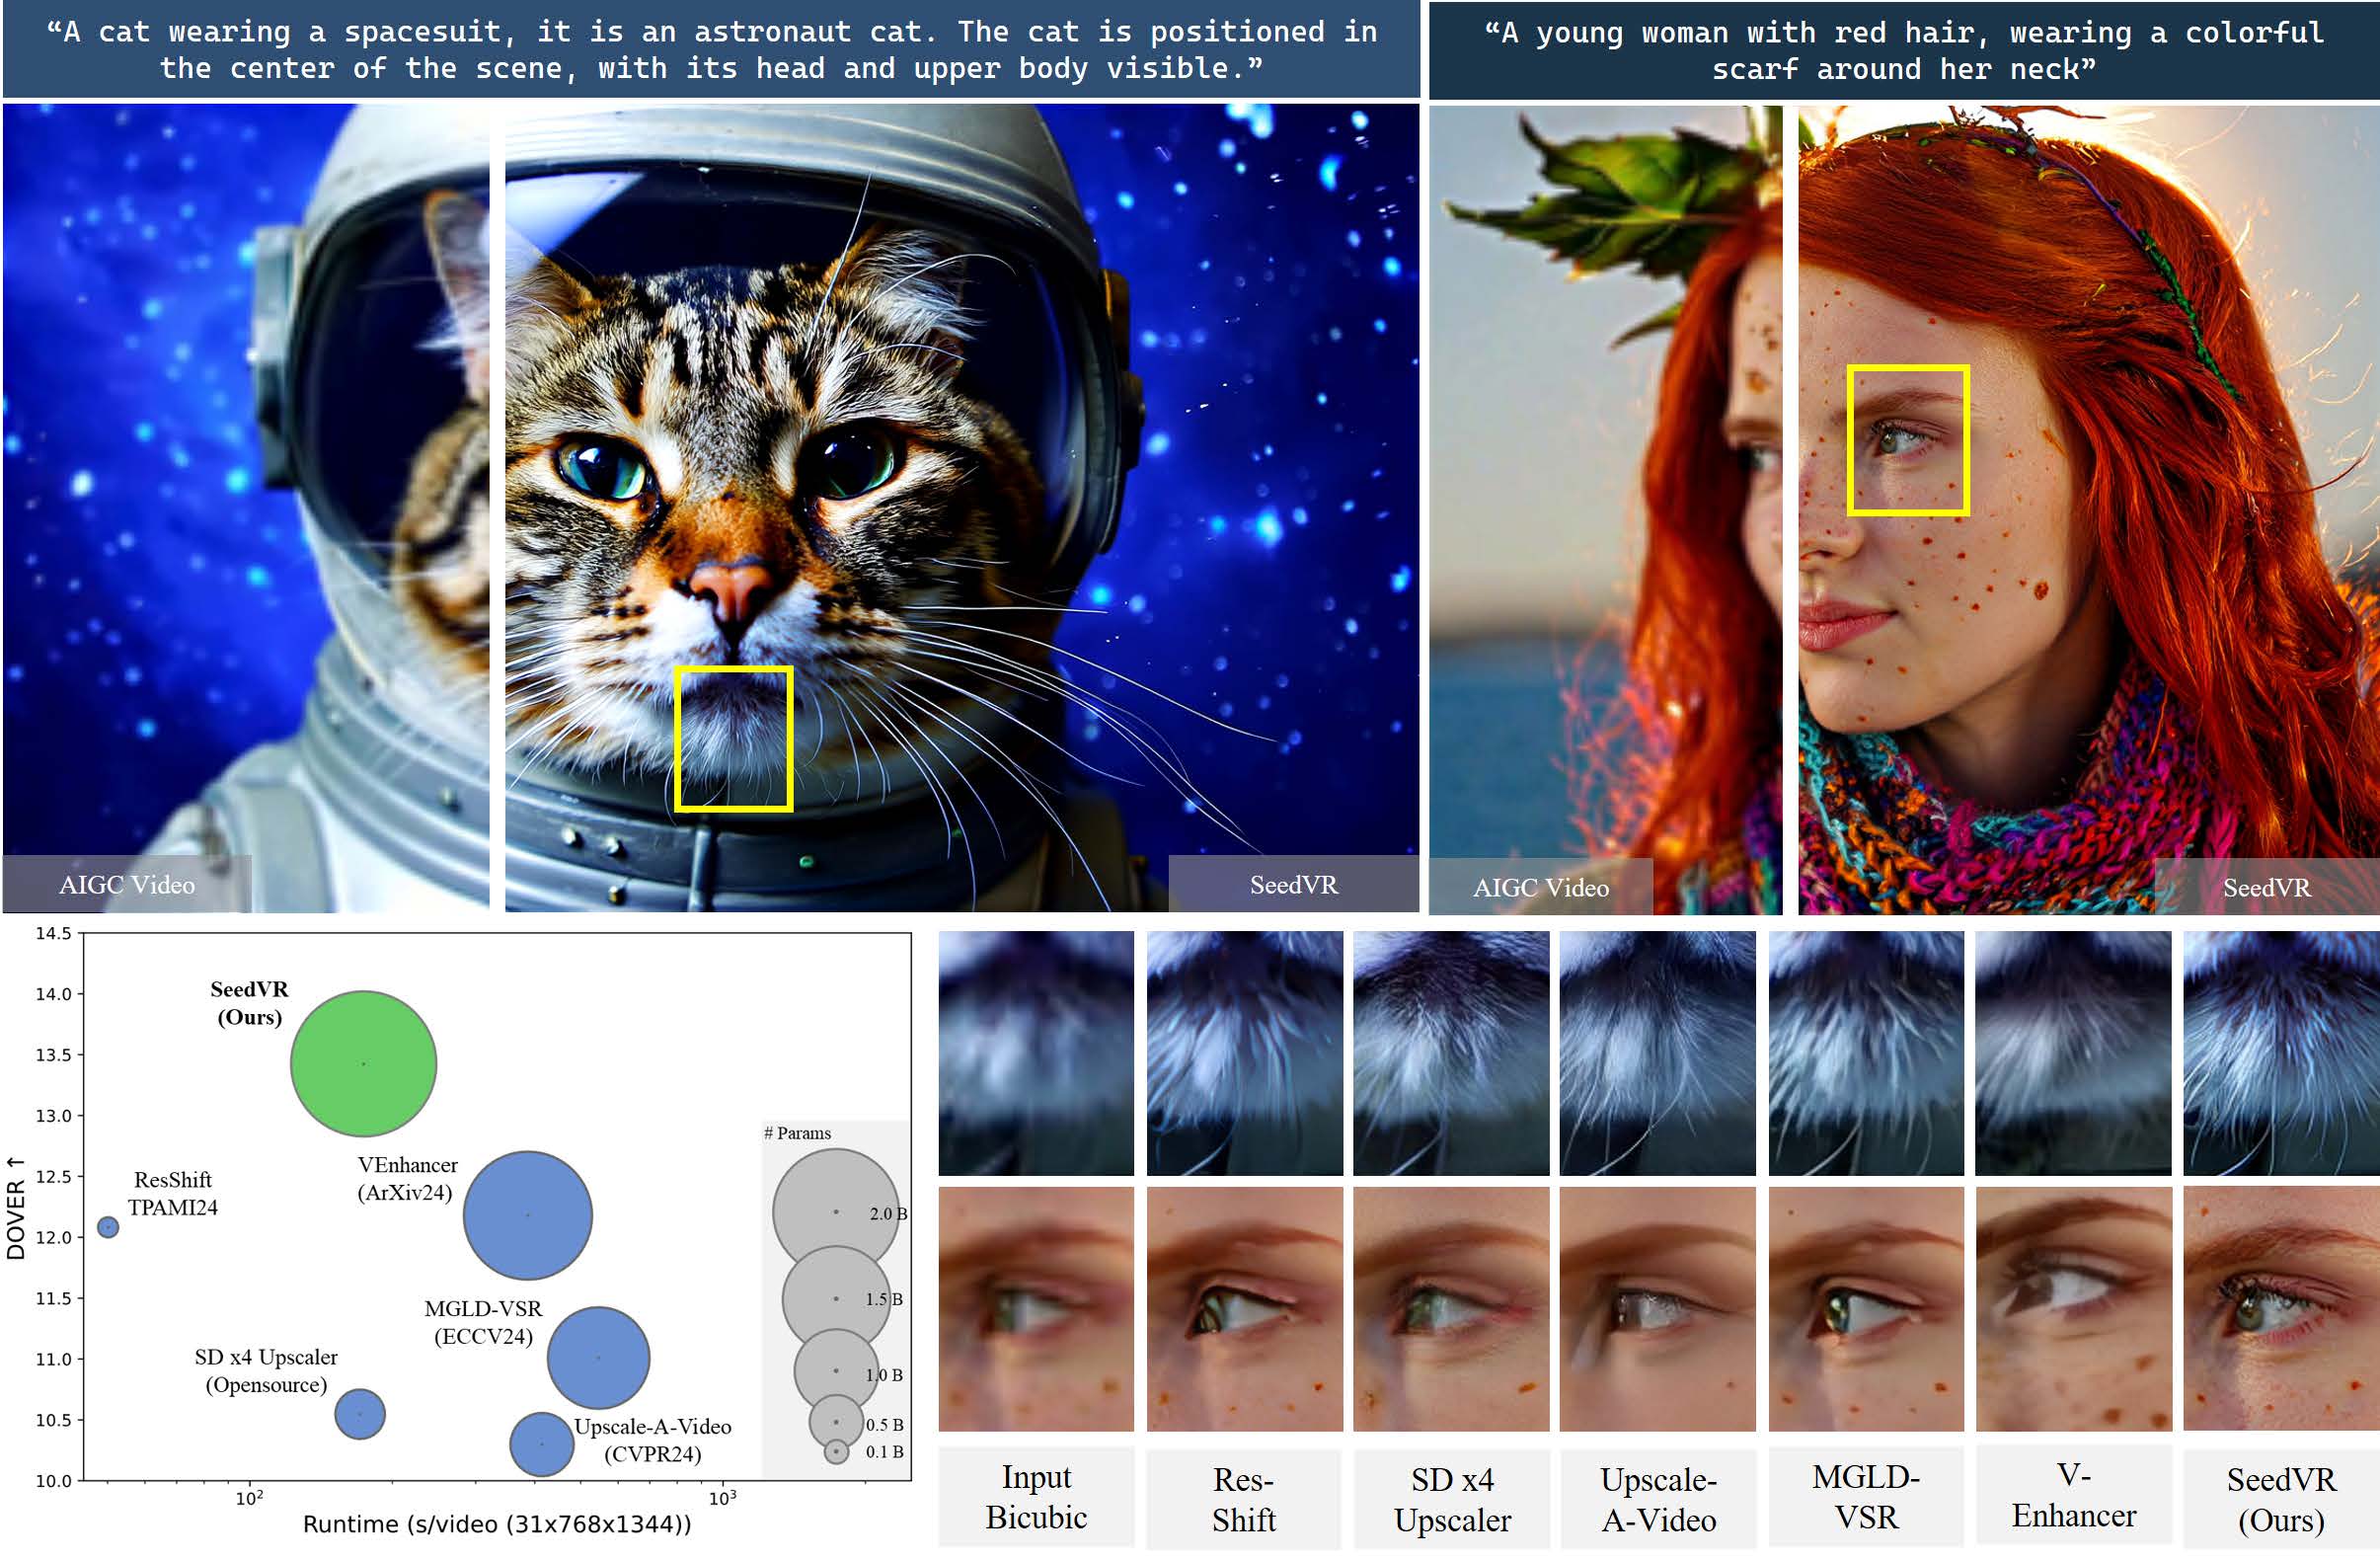 “A cat wearing a spacesuit, it is an astronaut cat. The cat is positioned in
the center of the scene, with its head and upper body visible.”
“A young woman with red hair, wearing a colorful
scarf around her neck”
AIGC Video
SeedVR
AIGC Video
SeedVR
14.5
14.0
13.5
13.0
12.5
12.0
11.5
11.0
10.5
10.0
DOVER ↑
SeedVR
(Ours)
ResShift
TPAMI24
VEnhancer
(ArXiv24)
MGLD-VSR
(ECCV24)
SD x4 Upscaler
(Opensource)
Upscale-A-Video
(CVPR24)
# Params
2.0 B
1.5 B
1.0 B
0.5 B
0.1 B
10²
10³
Runtime (s/video (31x768x1344))
Input
Bicubic
Res-
Shift
SD x4
Upscaler
Upscale-
A-Video
MGLD-
VSR
V-
Enhancer
SeedVR
(Ours)